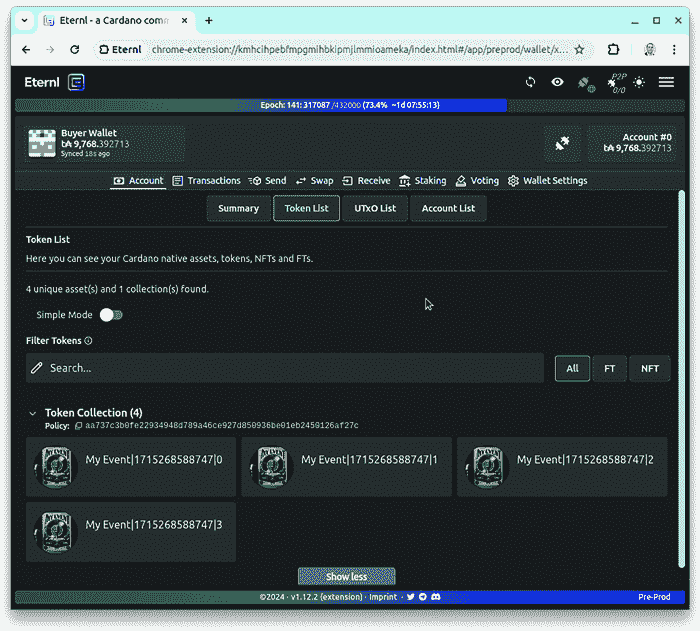 Eternl - a Cardano comm
Eternl
chrome-extension://kmhcihpebfmpgmihbkipmjlmmioameka/index.html#/app/preprod/wallet/x...
Eternl
P2P
0/0
Epoch: 141: 317087 /432000 (73.4% ~1d 07:55:13)
Buyer Wallet
t₳ 9,768.392713
Synced 18s ago
Account #0
t₳ 9,768.392713
Account Transactions Send Swap Receive Staking Voting Wallet Settings
Summary Token List UTxO List Account List
Token List
Here you can see your Cardano native assets, tokens, NFTs and FTs.
4 unique asset(s) and 1 collection(s) found.
Simple Mode
Filter Tokens
Search...
All FT NFT
Token Collection (4)
Policy: aa737c3b0fe22934948d789a46ce927d850936be01eb2450126af27c
My Event|1715268588747|0
My Event|1715268588747|1
My Event|1715268588747|2
My Event|1715268588747|3
Show less
©2024 · v1.12.2 (extension) · Imprint ·
Pre-Prod